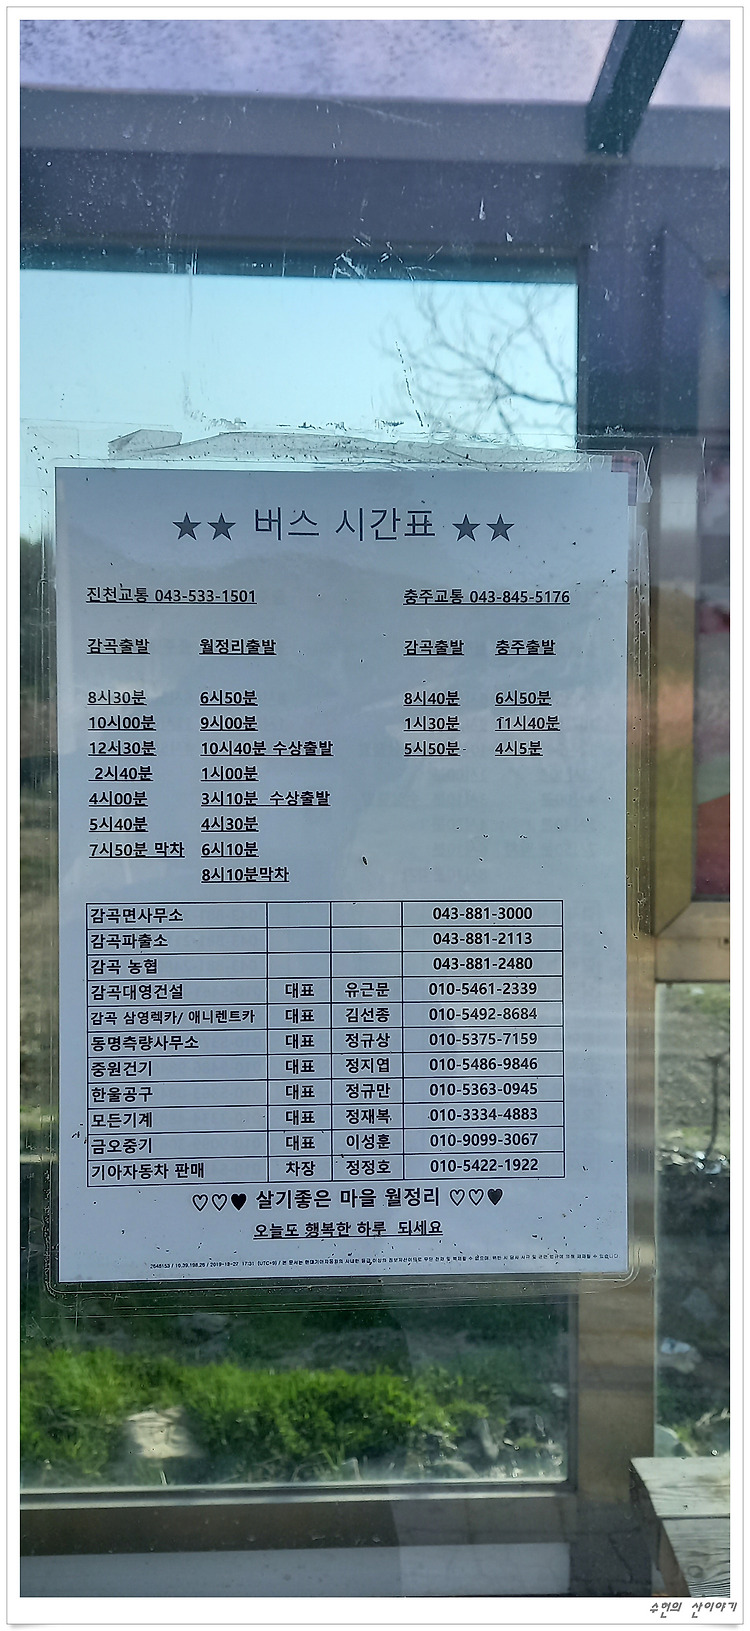 ★★ 버스 시간표 ★★
진천교통 043-533-1501 충주교통 043-845-5176
감곡출발 월정리출발 감곡출발 충주출발
8시30분 6시50분 8시40분 6시50분
10시00분 9시00분 1시30분 11시40분
12시30분 10시40분 수상출발 5시50분 4시5분
2시40분 1시00분
4시00분 3시10분 수상출발
5시40분 4시30분
7시50분 막차 6시10분
8시10분막차
감곡면사무소 043-881-3000
감곡파출소 043-881-2113
감곡 농협 043-881-2480
감곡대영건설 대표 유근문 010-5461-2339
감곡 삼영렉카/ 애니렌트카 대표 김선종 010-5492-8684
동명측량사무소 대표 정규상 010-5375-7159
중원건기 대표 정지엽 010-5486-9846
한울공구 대표 정규만 010-5363-0945
모든기계 대표 정재복 010-3334-4883
금오중기 대표 이성훈 010-9099-3067
기아자동차 판매 차장 정정호 010-5422-1922
♡♡♥ 살기좋은 마을 월정리 ♡♡♥
오늘도 행복한 하루 되세요
수헌의 산이야기